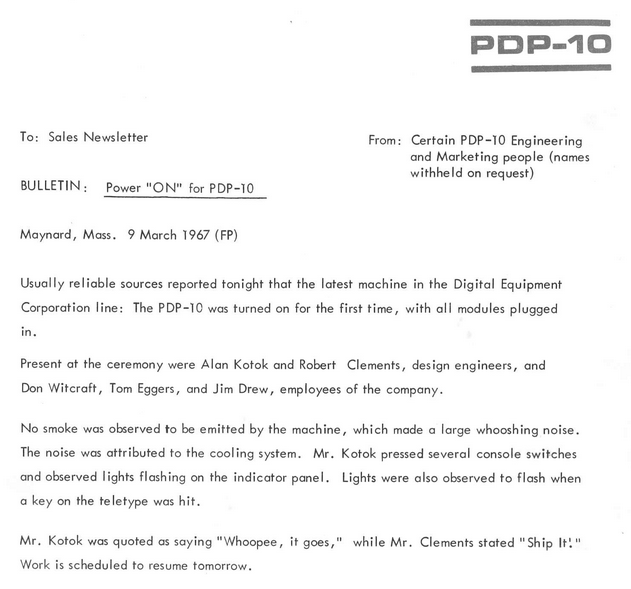 PDP-10
To: Sales Newsletter
From: Certain PDP-10 Engineering
and Marketing people (names
withheld on request)
BULLETIN: Power "ON" for PDP-10
Maynard, Mass. 9 March 1967 (FP)
Usually reliable sources reported tonight that the latest machine in the Digital Equipment
Corporation line: The PDP-10 was turned on for the first time, with all modules plugged
in.
Present at the ceremony were Alan Kotok and Robert Clements, design engineers, and
Don Witcraft, Tom Eggers, and Jim Drew, employees of the company.
No smoke was observed to be emitted by the machine, which made a large whooshing noise.
The noise was attributed to the cooling system. Mr. Kotok pressed several console switches
and observed lights flashing on the indicator panel. Lights were also observed to flash when
a key on the teletype was hit.
Mr. Kotok was quoted as saying "Whoopee, it goes," while Mr. Clements stated "Ship It!"
Work is scheduled to resume tomorrow.